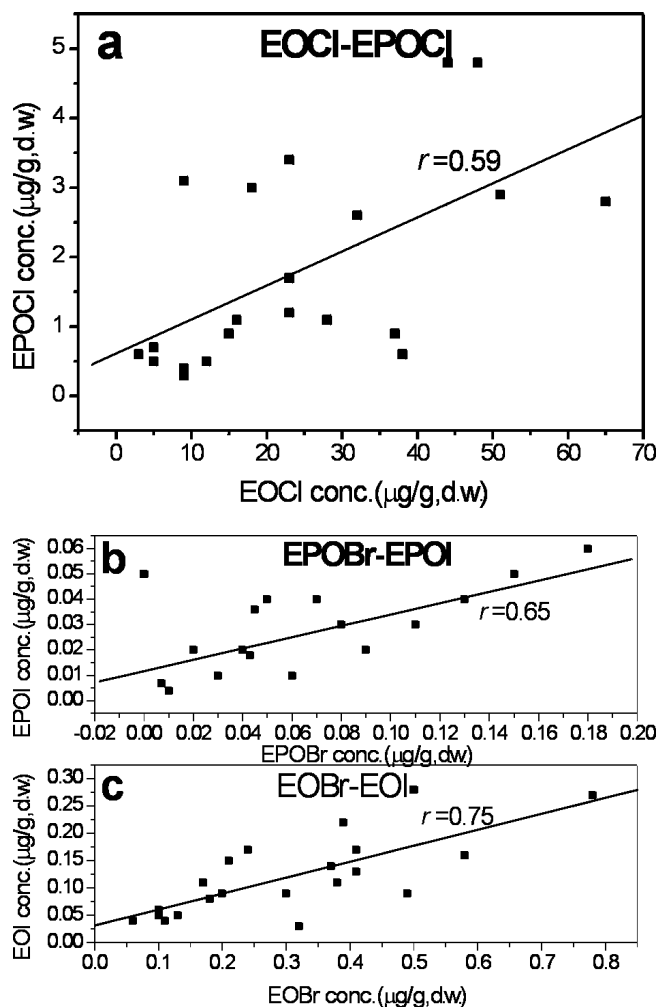 a
EOCl-EPOCl
r=0.59
5
4
3
2
1
0
EPOCl conc.(μg/g,d.w.)
0 10 20 30 40 50 60 70
EOCl conc.(μg/g,d.w.)
b
EPOBr-EPOI
r=0.65
0.06
0.05
0.04
0.03
0.02
0.01
0.00
EPOI conc.(μg/g,d.w.)
-0.02 0.00 0.02 0.04 0.06 0.08 0.10 0.12 0.14 0.16 0.18 0.20
EPOBr conc.(μg/g,d.w.)
c
EOBr-EOI
r=0.75
0.30
0.25
0.20
0.15
0.10
0.05
0.00
EOI conc.(μg/g,d.w.)
0.0 0.1 0.2 0.3 0.4 0.5 0.6 0.7 0.8
EOBr conc.(μg/g,d.w.)